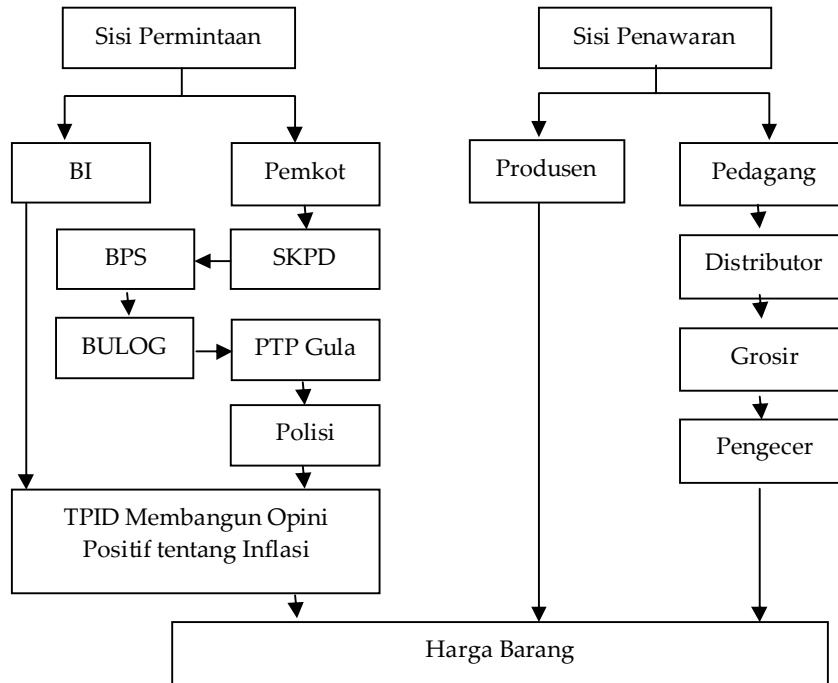 Sisi Permintaan
Sisi Penawaran
BI
Pemkot
Produsen
Pedagang
BPS
SKPD
Distributor
BULOG
PTP Gula
Grosir
Polisi
Pengecer
TPID Membangun Opini
Positif tentang Inflasi
Harga Barang